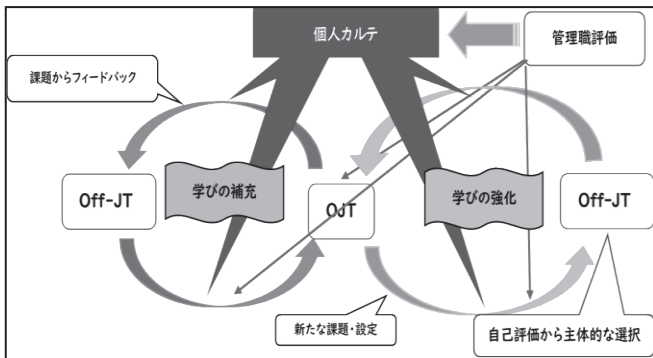 個人カルテ
管理職評価
課題からフィードバック
Off-JT
学びの補充
OJT
学びの強化
Off-JT
新たな課題・設定
自己評価から主体的な選択